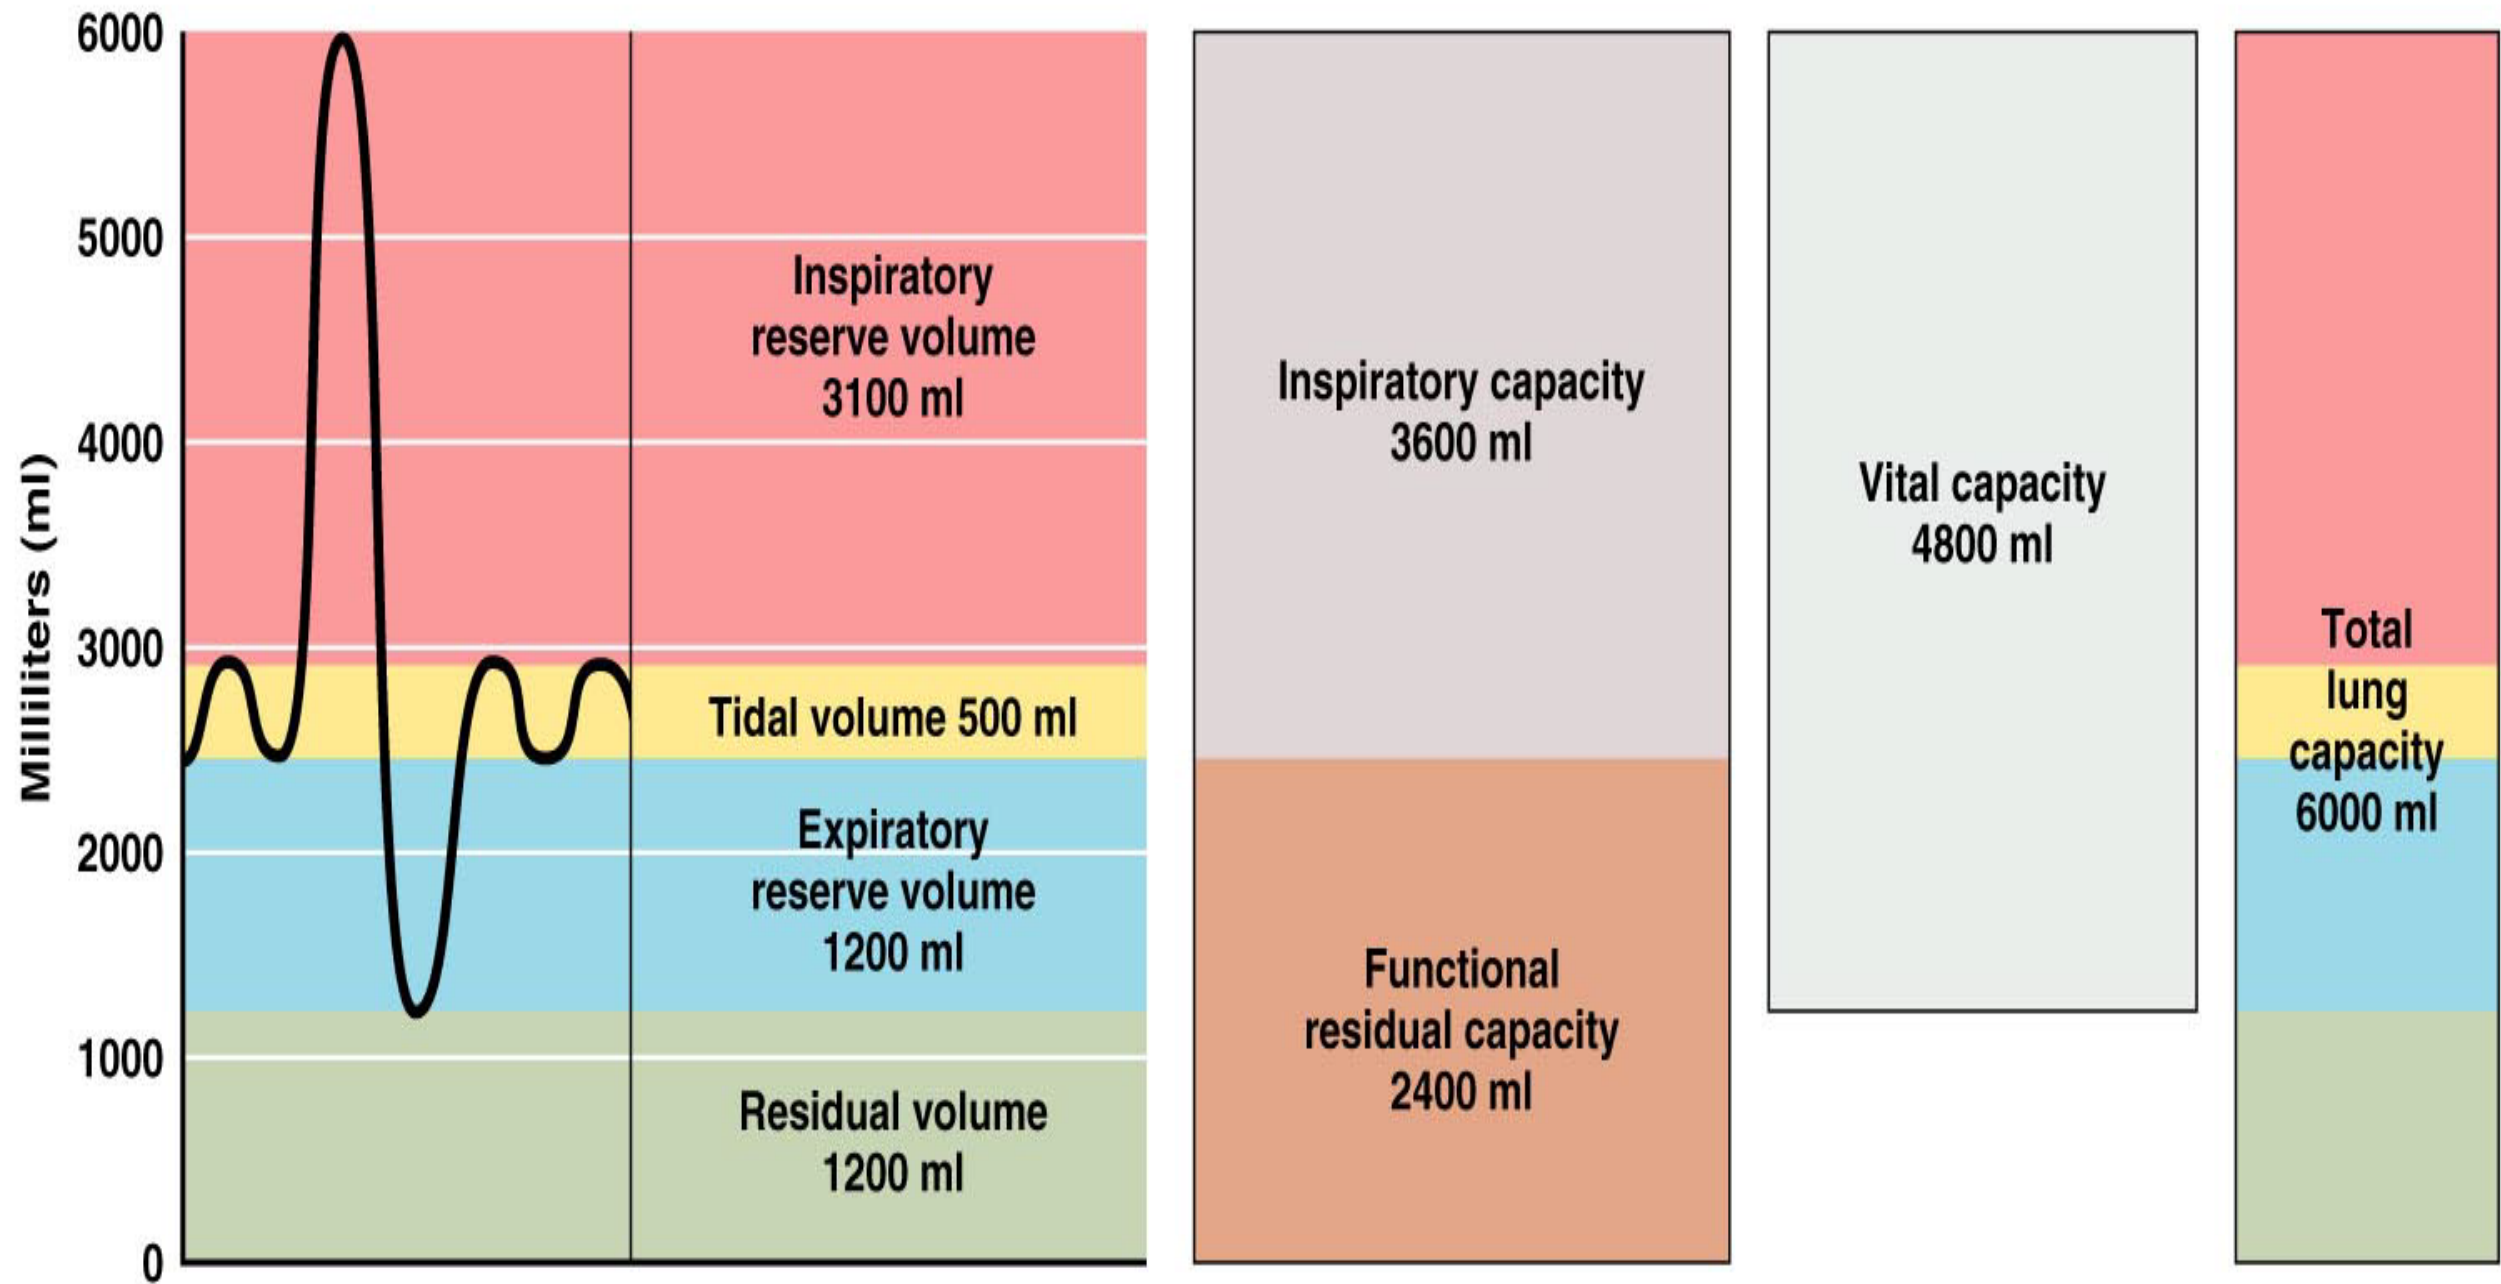 Milliliters (ml)
6000
5000
4000
3000
2000
1000
0
Inspiratory
reserve volume
3100 ml
Tidal volume 500 ml
Expiratory
reserve volume
1200 ml
Residual volume
1200 ml
Inspiratory capacity
3600 ml
Functional
residual capacity
2400 ml
Vital capacity
4800 ml
Total
lung
capacity
6000 ml